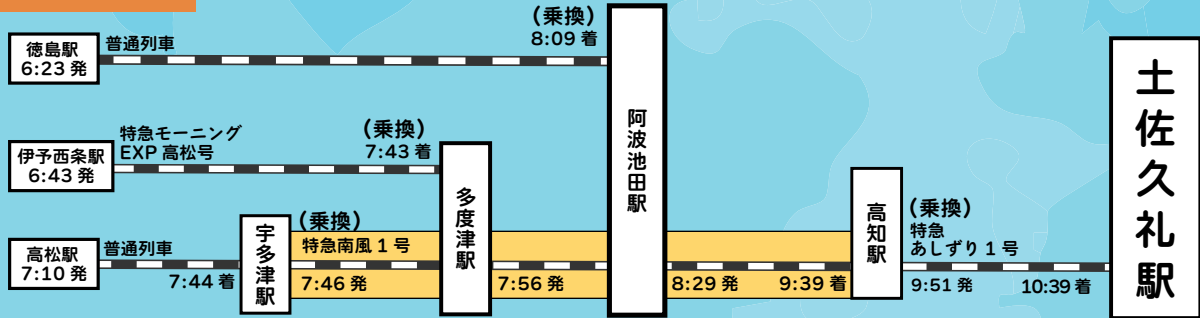 徳島駅
6:23 発
普通列車
（乗換）
8:09 着
阿波池田駅
伊予西条駅
6:43 発
特急モーニング
EXP 高松号
（乗換）
7:43 着
多度津駅
高松駅
7:10 発
普通列車
7:44 着
宇多津駅
（乗換）
特急南風 1 号
7:46 発
7:56 発
8:29 発
9:39 着
高知駅
（乗換）
特急
あしずり 1 号
9:51 発
10:39 着
土佐久礼駅